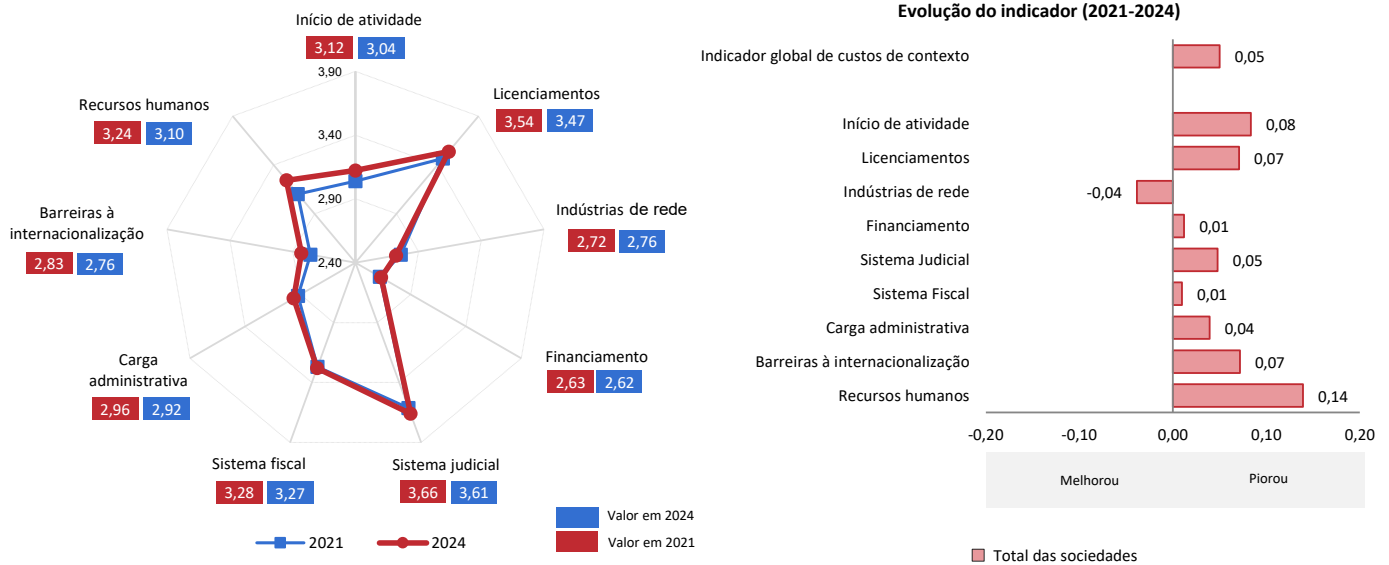 Início de atividade
3,12 3,04
3,90
3,40
2,90
2,40
Licenciamentos
3,54 3,47
Indústrias de rede
2,72 2,76
Financiamento
2,63 2,62
Sistema judicial
3,66 3,61
Sistema fiscal
3,28 3,27
Carga
administrativa
2,96 2,92
Barreiras à
internacionalização
2,83 2,76
Recursos humanos
3,24 3,10
2021 2024
Valor em 2024
Valor em 2021
Evolução do indicador (2021-2024)
Indicador global de custos de contexto 0,05
Início de atividade 0,08
Licenciamentos 0,07
Indústrias de rede -0,04
Financiamento 0,01
Sistema Judicial 0,05
Sistema Fiscal 0,01
Carga administrativa 0,04
Barreiras à internacionalização 0,07
Recursos humanos 0,14
-0,20 -0,10 0,00 0,10 0,20
Melhorou Piorou
Total das sociedades